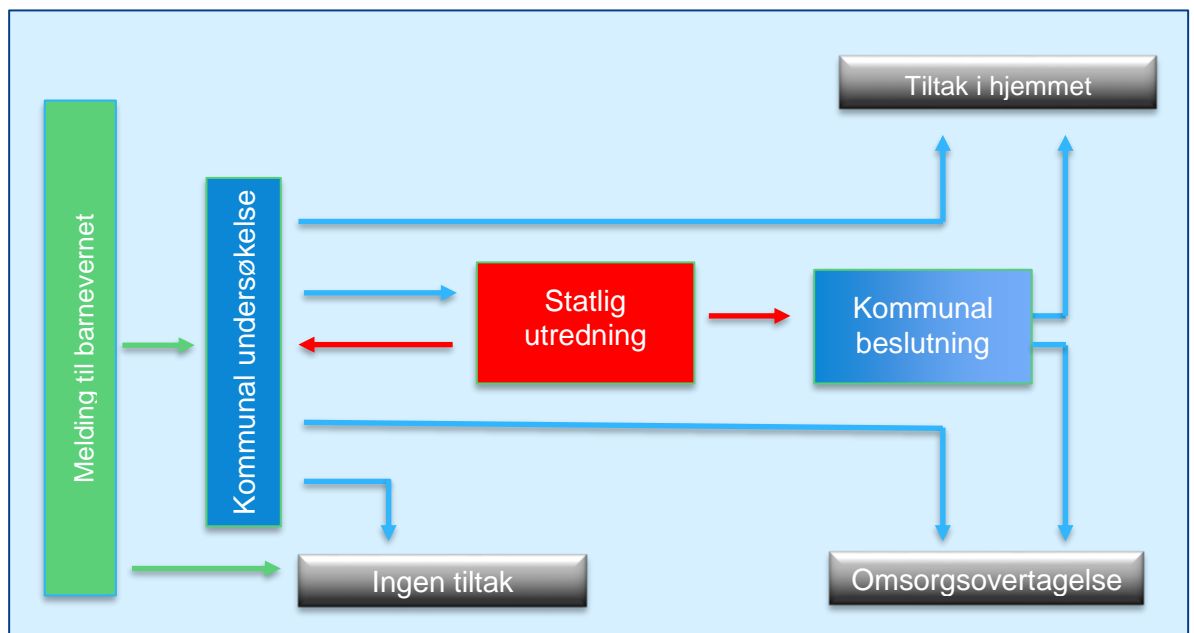 Tiltak i hjemmet
Melding til barnevernet
Kommunal undersøkelse
Statlig
utredning
Kommunal
beslutning
Ingen tiltak
Omsorgsovertagelse